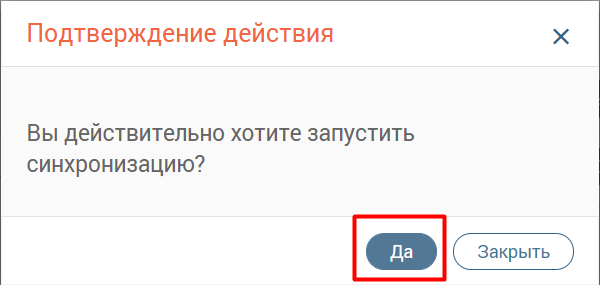 Подтверждение действия
Вы действительно хотите запустить
синхронизацию?
Да
Закрыть